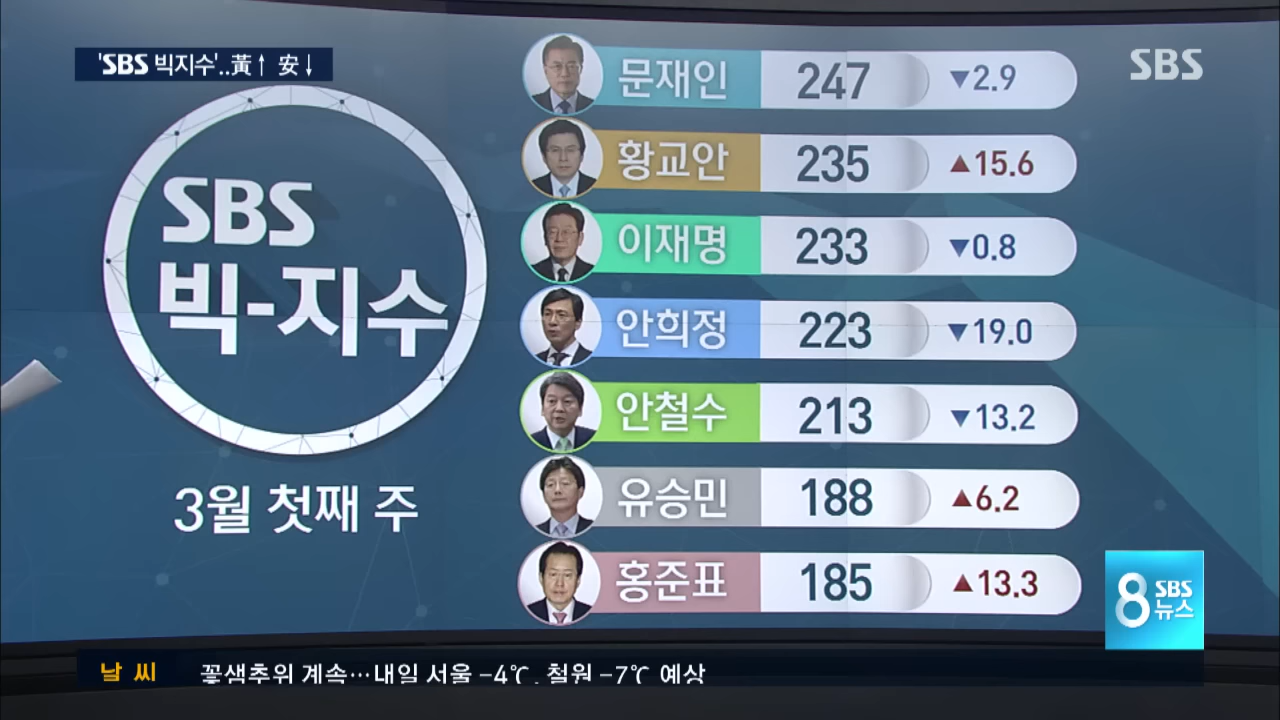 'SBS 빅지수'..黃↑ 安↓
SBS
SBS
빅-지수
3월 첫째 주
문재인 247 ▼2.9
황교안 235 ▲15.6
이재명 233 ▼0.8
안희정 223 ▼19.0
안철수 213 ▼13.2
유승민 188 ▲6.2
홍준표 185 ▲13.3
8 SBS
뉴스
날씨 꽃샘추위 계속…내일 서울 -4℃, 철원 -7℃ 예상